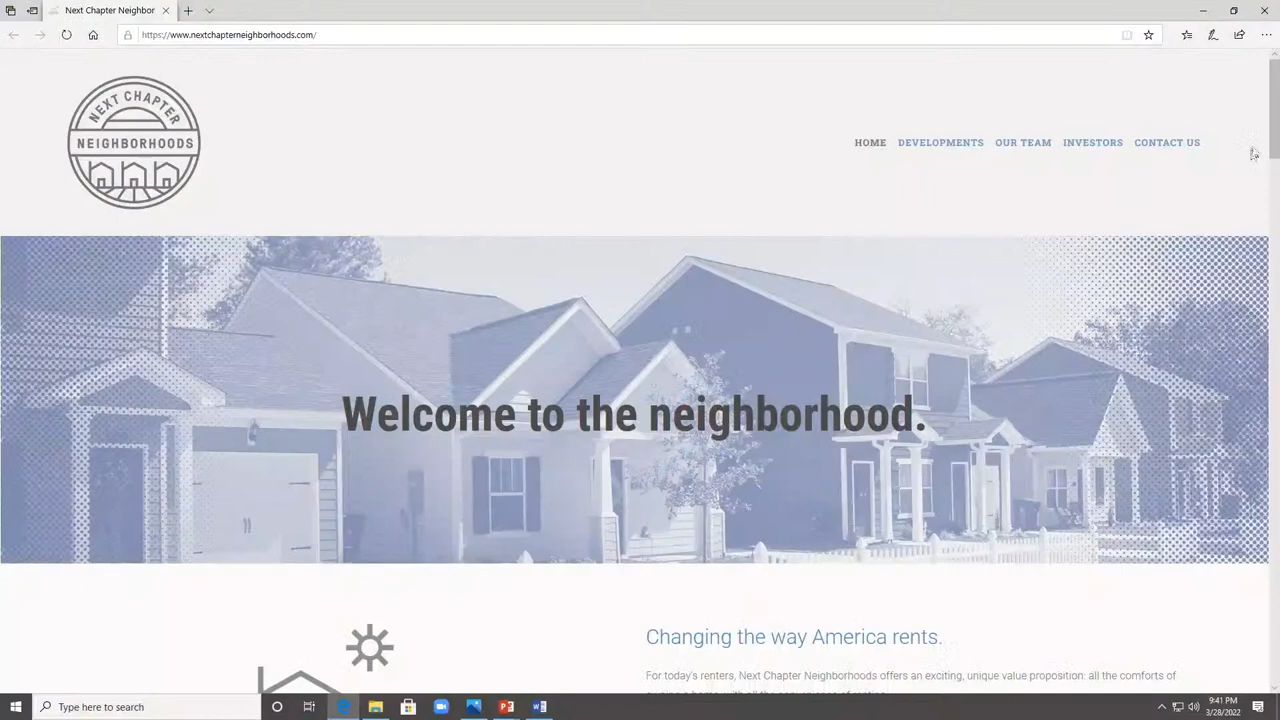 Next Chapter Neighbor
https://www.nextchapterneighborhoods.com/
NEXT CHAPTER
NEIGHBORHOODS
HOME DEVELOPMENTS OUR TEAM INVESTORS CONTACT US
Welcome to the neighborhood.
Changing the way America rents.
For today's renters, Next Chapter Neighborhoods offers an exciting, unique value proposition: all the comforts of
Type here to search
9:41 PM
3/28/2022